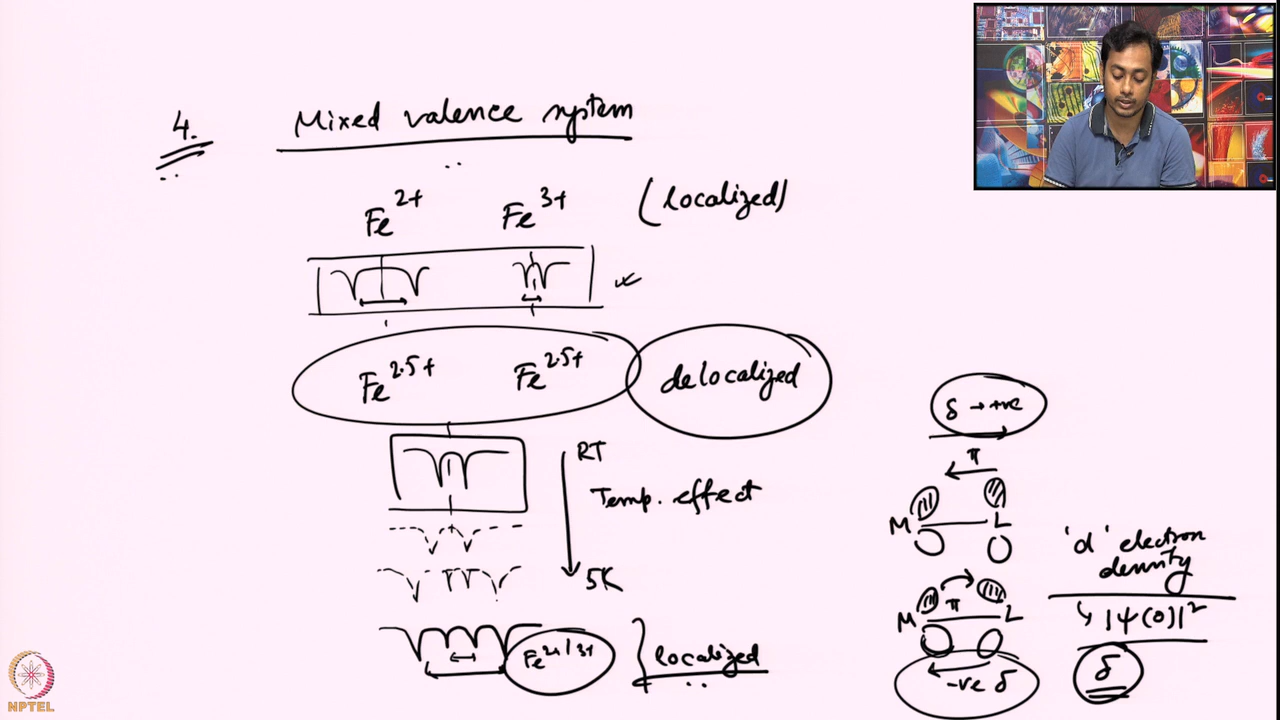 4. Mixed valence system
Fe2+ Fe3+ (localized)
Fe2.5+ Fe2.5+ delocalized
RT
Temp. effect
5K
Fe2+/3+ localized
δ → +ve
π
M L
M π L
-ve δ
'd' electron
density
↳ |ψ(0)|²
δ
NPTEL